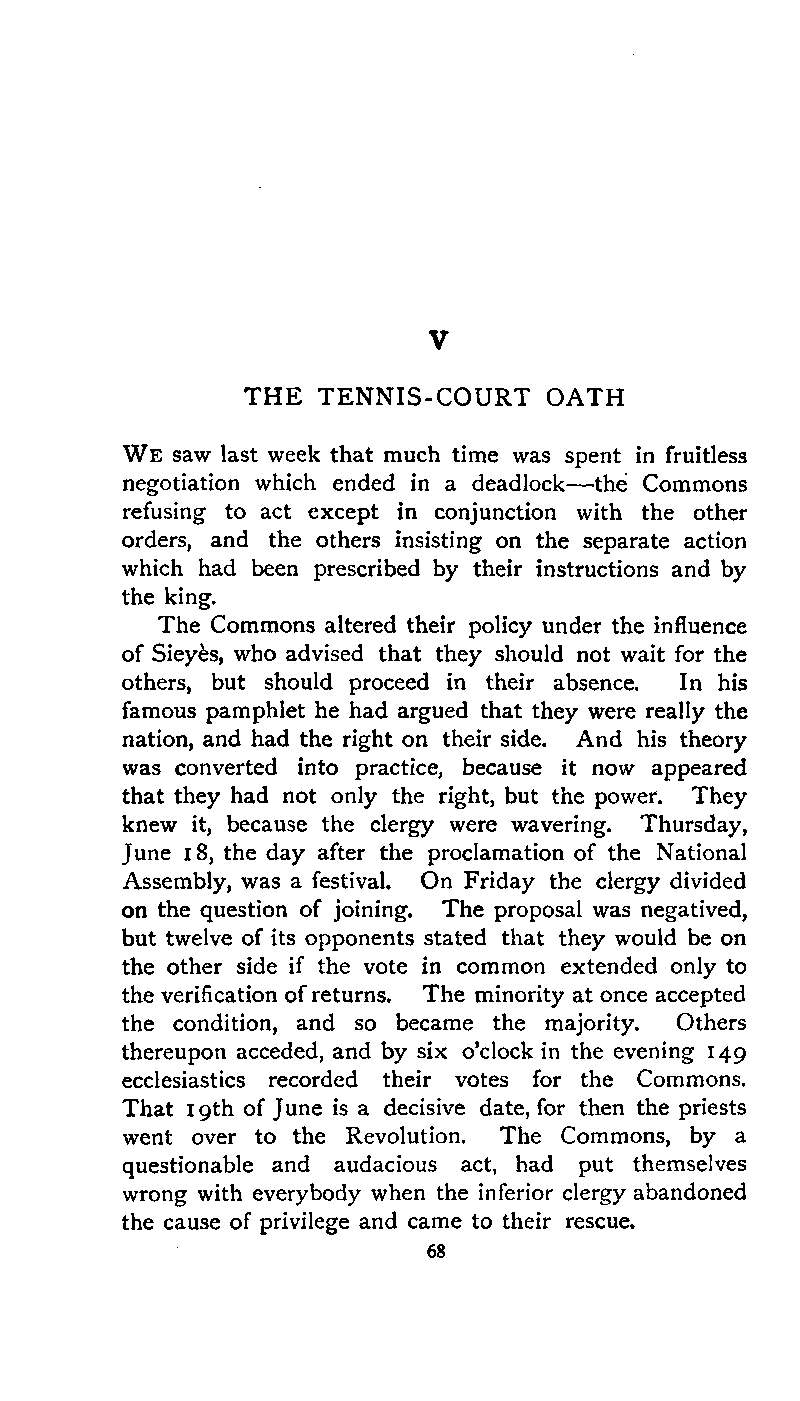 V
THE TENNIS-COURT OATH
WE saw last week that much time was spent in fruitless
negotiation which ended in a deadlock—the Commons
refusing to act except in conjunction with the other
orders, and the others insisting on the separate action
which had been prescribed by their instructions and by
the king.
The Commons altered their policy under the influence
of Sieyès, who advised that they should not wait for the
others, but should proceed in their absence. In his
famous pamphlet he had argued that they were really the
nation, and had the right on their side. And his theory
was converted into practice, because it now appeared
that they had not only the right, but the power. They
knew it, because the clergy were wavering. Thursday,
June 18, the day after the proclamation of the National
Assembly, was a festival. On Friday the clergy divided
on the question of joining. The proposal was negatived,
but twelve of its opponents stated that they would be on
the other side if the vote in common extended only to
the verification of returns. The minority at once accepted
the condition, and so became the majority. Others
thereupon acceded, and by six o'clock in the evening 149
ecclesiastics recorded their votes for the Commons.
That 19th of June is a decisive date, for then the priests
went over to the Revolution. The Commons, by a
questionable and audacious act, had put themselves
wrong with everybody when the inferior clergy abandoned
the cause of privilege and came to their rescue.
68